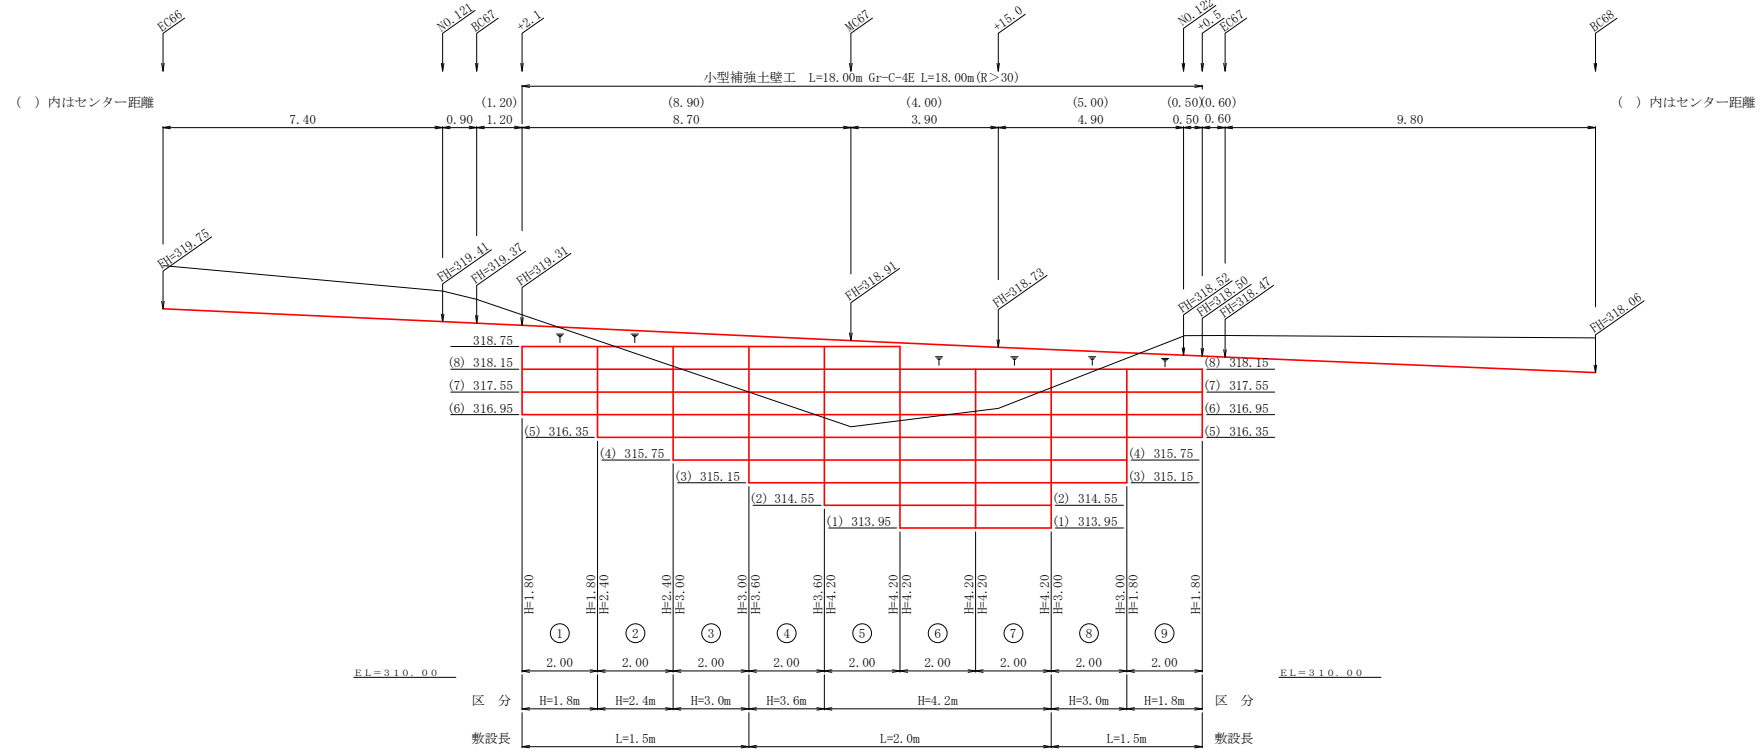 EC66
NO.121
BC67
+2.1
MC67
+15.0
NO.122
+0.5
EC67
BC68
小型補強土壁工 L=18.00m Gr-C-4E L=18.00m(R＞30)
( )内はセンター距離
(1.20)
(8.90)
(4.00)
(5.00)
(0.50)
(0.60)
( )内はセンター距離
7.40
0.90
1.20
8.70
3.90
4.90
0.50
0.60
9.80
FH=319.75
FH=319.41
FH=319.37
FH=319.31
FH=318.91
FH=318.73
FH=318.52
FH=318.50
FH=318.47
FH=318.06
318.75
(8) 318.15
(8) 318.15
(7) 317.55
(7) 317.55
(6) 316.95
(6) 316.95
(5) 316.35
(5) 316.35
(4) 315.75
(4) 315.75
(3) 315.15
(3) 315.15
(2) 314.55
(2) 314.55
(1) 313.95
(1) 313.95
H=1.80
H=1.80
H=2.40
H=2.40
H=3.00
H=3.00
H=3.60
H=3.60
H=4.20
H=4.20
H=4.20
H=4.20
H=4.20
H=4.20
H=3.00
H=3.00
H=1.80
H=1.80
① ② ③ ④ ⑤ ⑥ ⑦ ⑧ ⑨
2.00 2.00 2.00 2.00 2.00 2.00 2.00 2.00 2.00
EL=310.00
EL=310.00
区 分 H=1.8m H=2.4m H=3.0m H=3.6m H=4.2m H=3.0m H=1.8m 区 分
敷設長 L=1.5m L=2.0m L=1.5m 敷設長